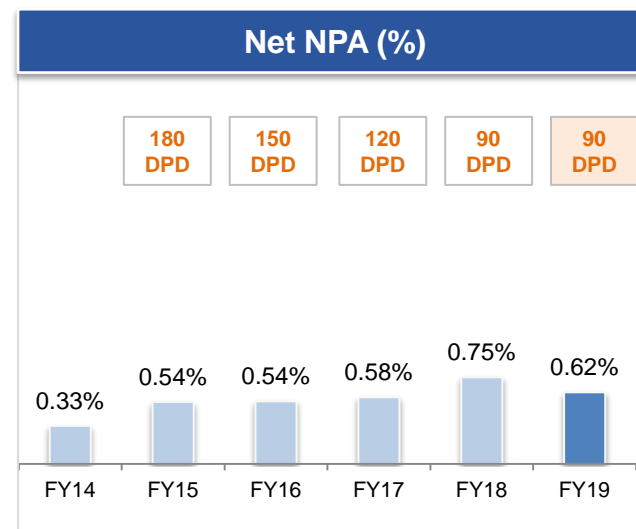 Net NPA (%)
180 DPD
150 DPD
120 DPD
90 DPD
90 DPD
0.33%
0.54%
0.54%
0.58%
0.75%
0.62%
FY14
FY15
FY16
FY17
FY18
FY19